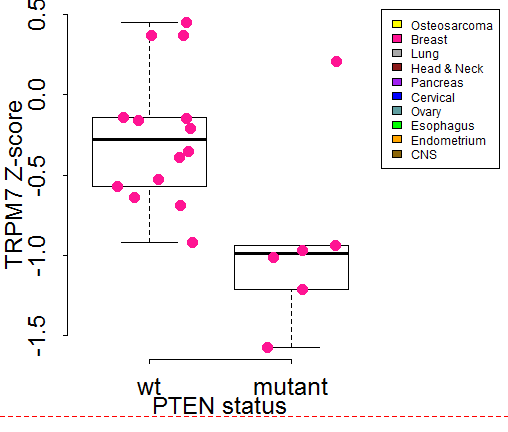 0.5
0.0
-0.5
-1.0
-1.5
TRPM7 Z-score
wt
mutant
PTEN status
Osteosarcoma
Breast
Lung
Head & Neck
Pancreas
Cervical
Ovary
Esophagus
Endometrium
CNS